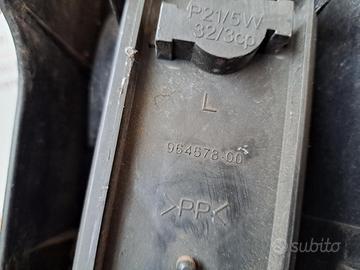 P21/5W
32/3cp
L
964578-00
>PP<
subito